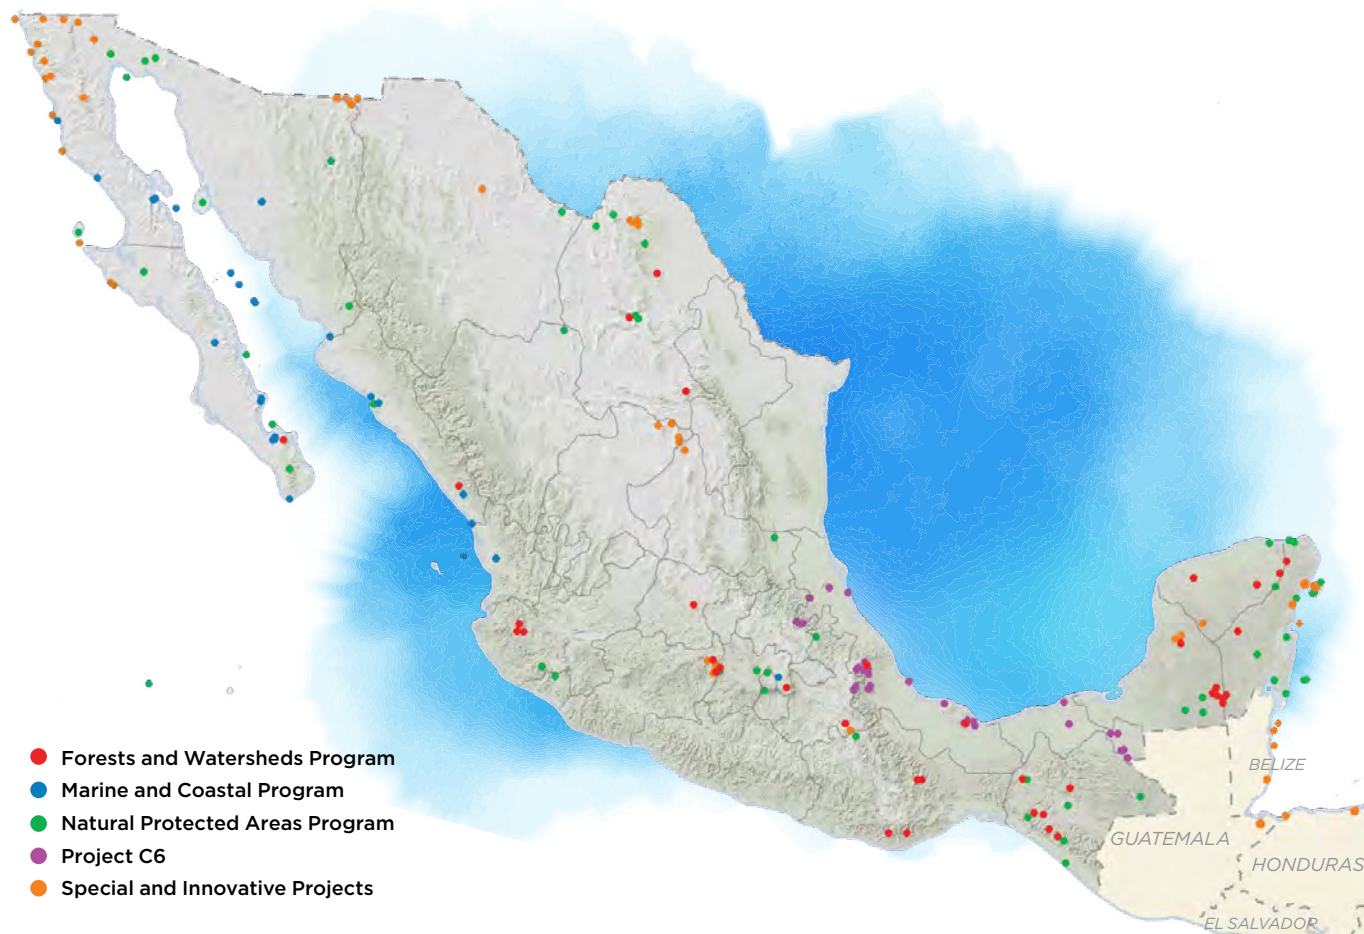 Forests and Watersheds Program
Marine and Coastal Program
Natural Protected Areas Program
Project C6
Special and Innovative Projects
BELIZE
GUATEMALA
HONDURAS
EL SALVADOR